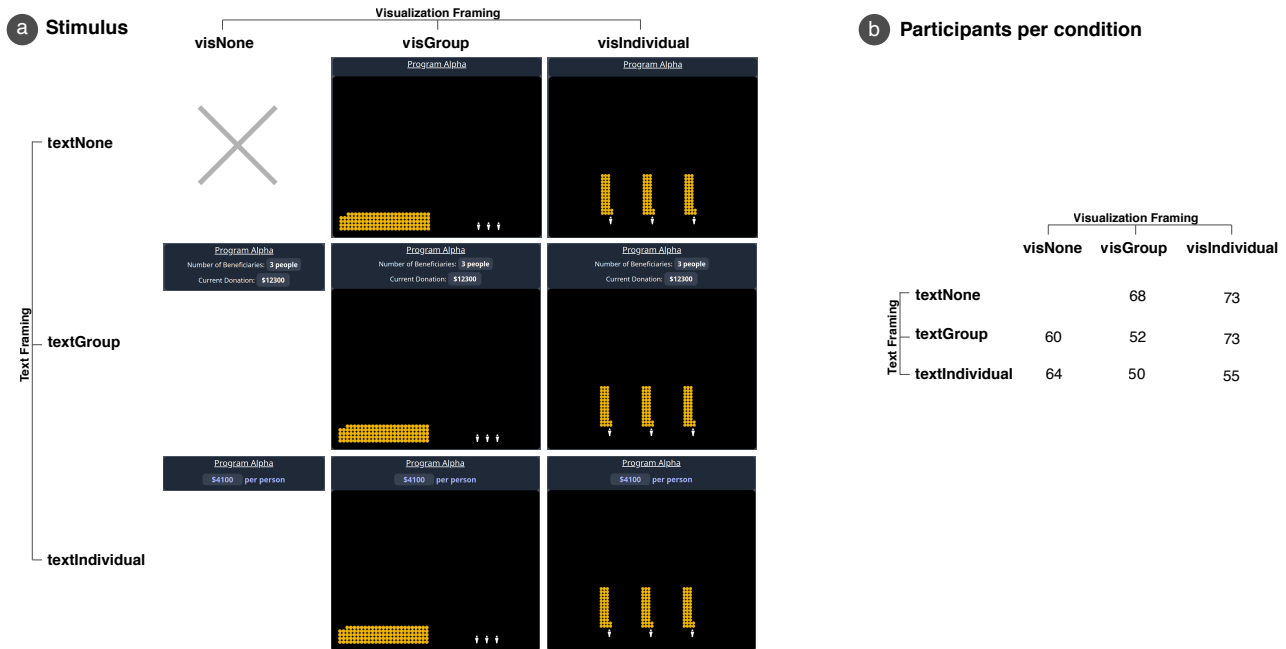 a Stimulus
Visualization Framing
visNone visGroup visIndividual
Text Framing
textNone
Program Alpha
Program Alpha
textGroup
Program Alpha
Number of Beneficiaries: 3 people
Current Donation: $12300
Program Alpha
Number of Beneficiaries: 3 people
Current Donation: $12300
Program Alpha
Number of Beneficiaries: 3 people
Current Donation: $12300
textIndividual
Program Alpha
$4100 per person
Program Alpha
$4100 per person
Program Alpha
$4100 per person
b Participants per condition
Visualization Framing
visNone visGroup visIndividual
Text Framing
textNone 68 73
textGroup 60 52 73
textIndividual 64 50 55